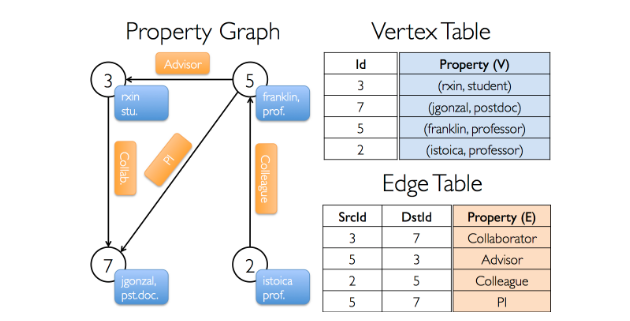 Property Graph
Advisor
3
5
rxin
stu.
franklin,
prof.
Collab.
PI
Colleague
7
2
jgonzal,
pst.doc.
istoica
prof.
Vertex Table
Id Property (V)
3 (rxin, student)
7 (jgonzal, postdoc)
5 (franklin, professor)
2 (istoica, professor)
Edge Table
SrcId DstId Property (E)
3 7 Collaborator
5 3 Advisor
2 5 Colleague
5 7 PI